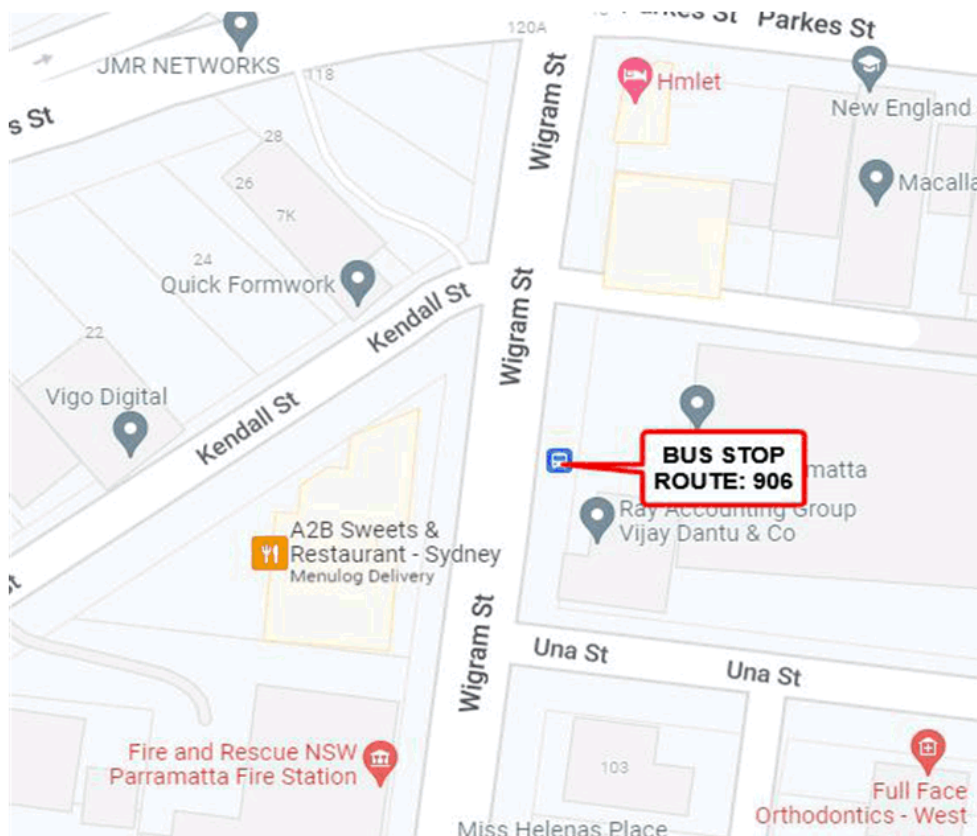 120A
Parkes St
Parkes St
JMR NETWORKS
118
Wigram St
Hmlet
New England
s St
28
26
7K
24
Macalla
Quick Formwork
Kendall St
Wigram St
22
Vigo Digital
Kendall St
BUS STOP
ROUTE: 906
matta
Ray Accounting Group
Vijay Dantu & Co
A2B Sweets &
Restaurant - Sydney
Menulog Delivery
St
Wigram St
Una St
Una St
Fire and Rescue NSW
Parramatta Fire Station
103
Full Face
Orthodontics - West
Miss Helenas Place